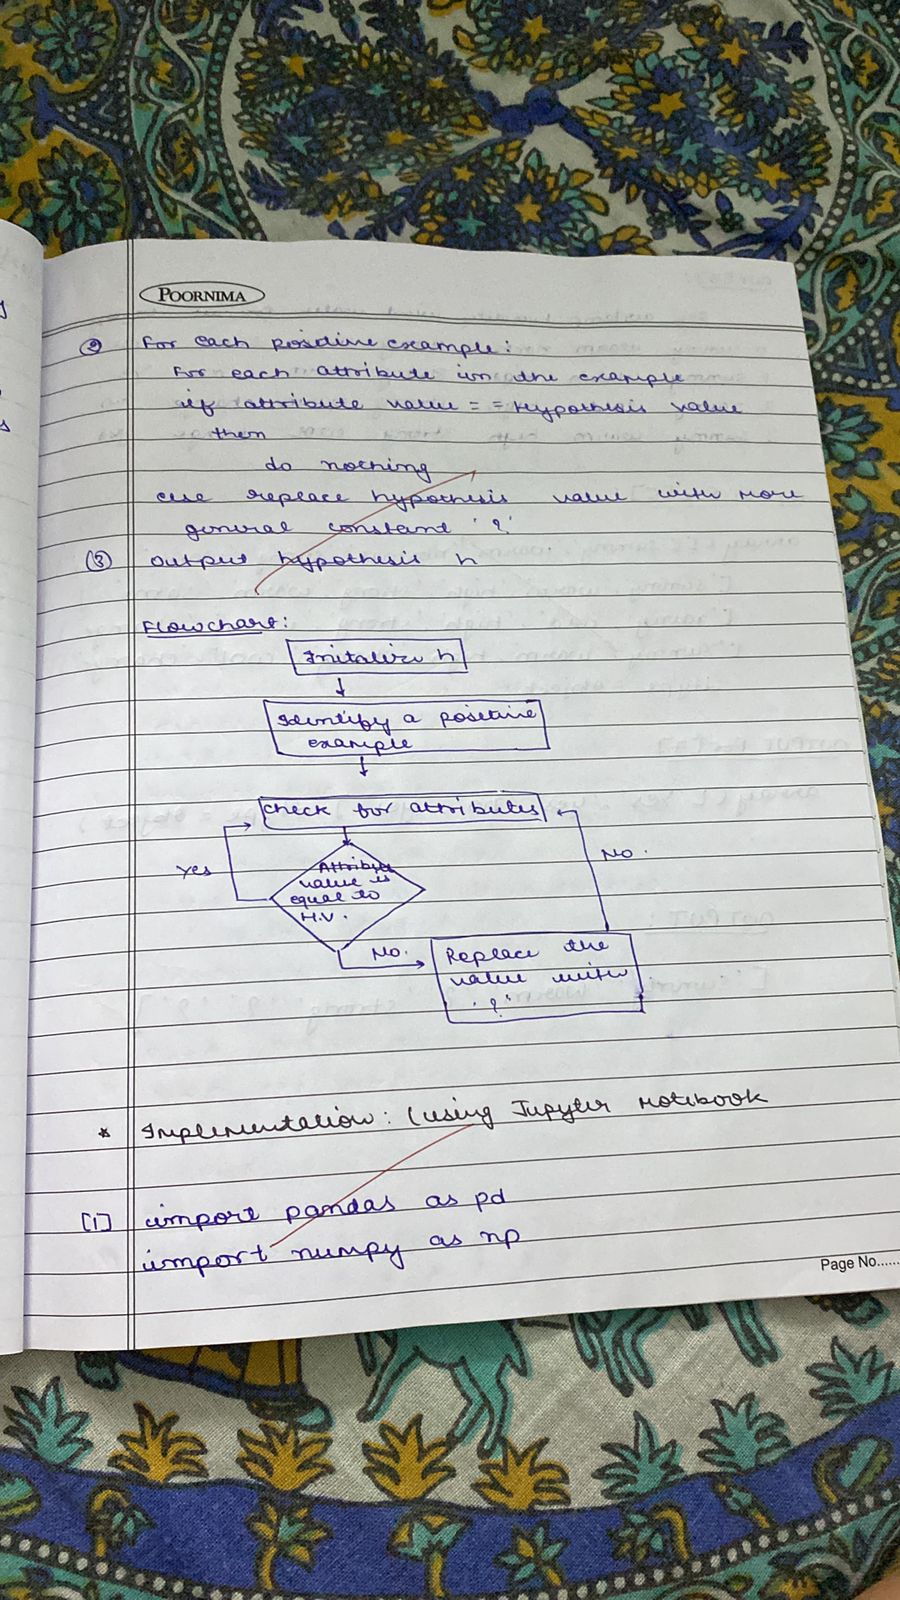 POORNIMA
② For each positive example:
For each attribute in the example
if attribute value == Hypothesis value
then
do nothing
else replace hypothesis value with more
general constant '?'
③ output hypothesis h
Flowchart:
Initalize h
Identify a positive
example
check for attributes
Yes
No.
Attribute
value is
equal to
H.V.
No.
Replace the
value with
'?'
* Implementation: (using Jupyter Notebook
[1] import pandas as pd
import numpy as np
Page No......